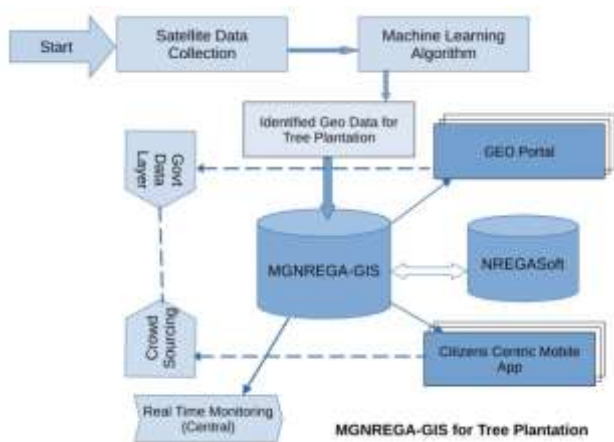 Start
Satellite Data
Collection
Machine Learning
Algorithm
Identified Geo Data for
Tree Plantation
GEO Portal
Govt
Data
Layer
MGNREGA-GIS
NREGASoft
Crowd
Sourcing
Citizens Centric Mobile
App
Real Time Monitoring
(Central)
MGNREGA-GIS for Tree Plantation